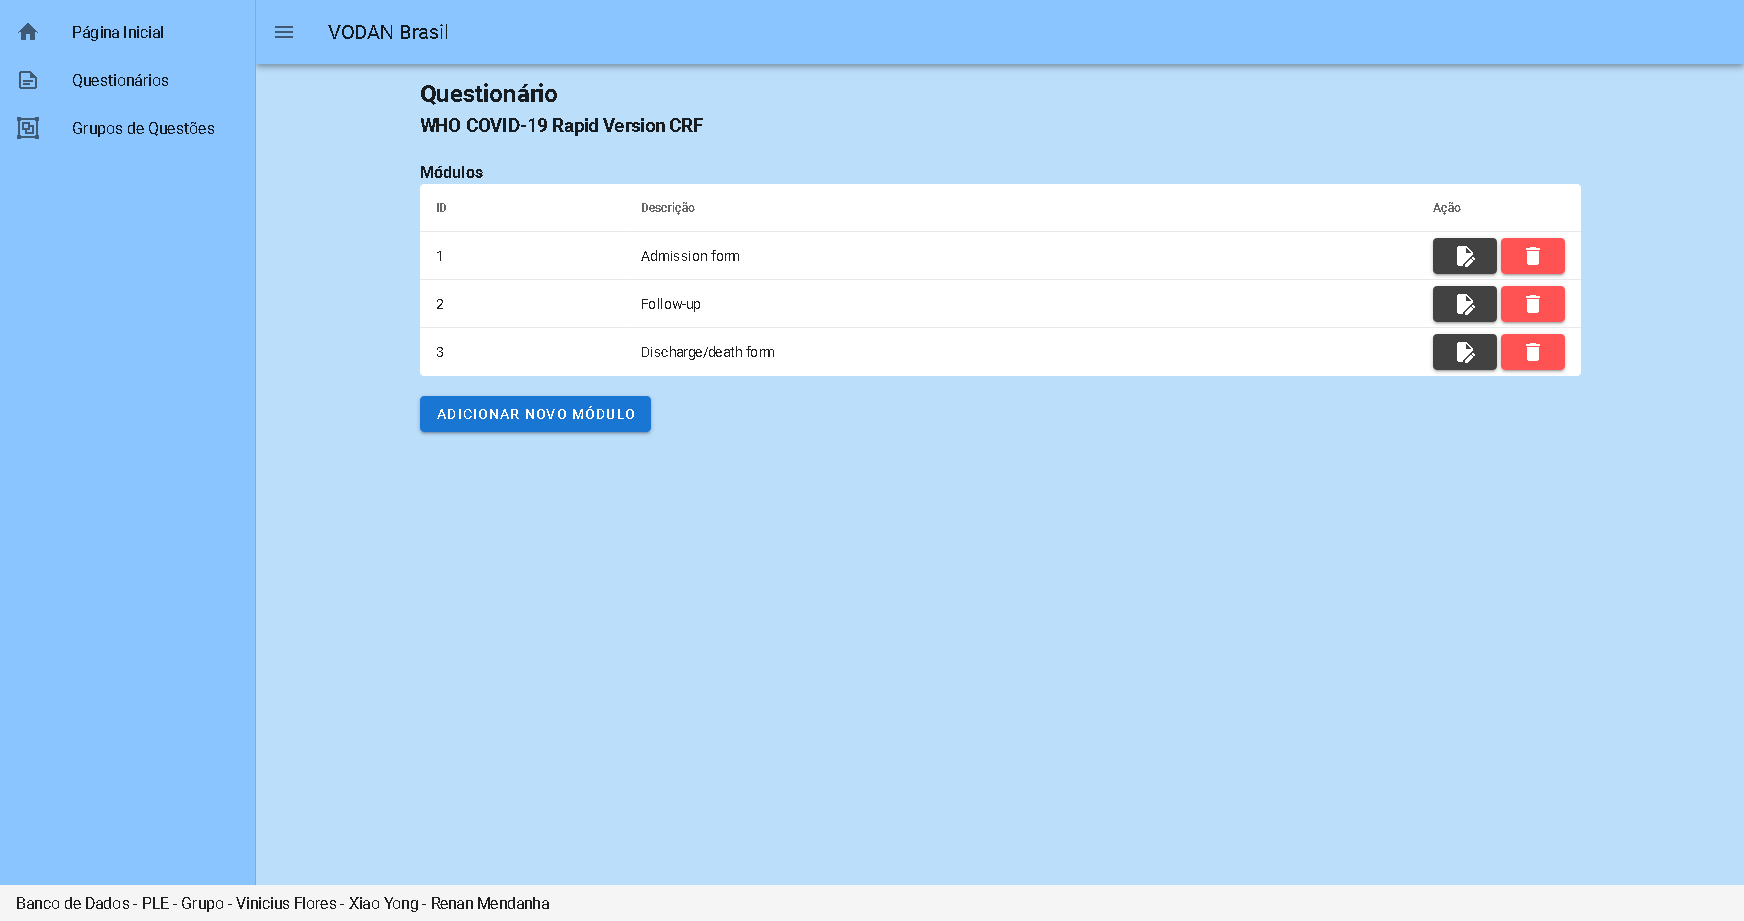 Página Inicial
Questionários
Grupos de Questões
VODAN Brasil
Questionário
WHO COVID-19 Rapid Version CRF
Módulos
ID Descrição Ação
1 Admission form
2 Follow-up
3 Discharge/death form
ADICIONAR NOVO MÓDULO
Banco de Dados - PLE - Grupo - Vinicius Flores - Xiao Yong - Renan Mendanha